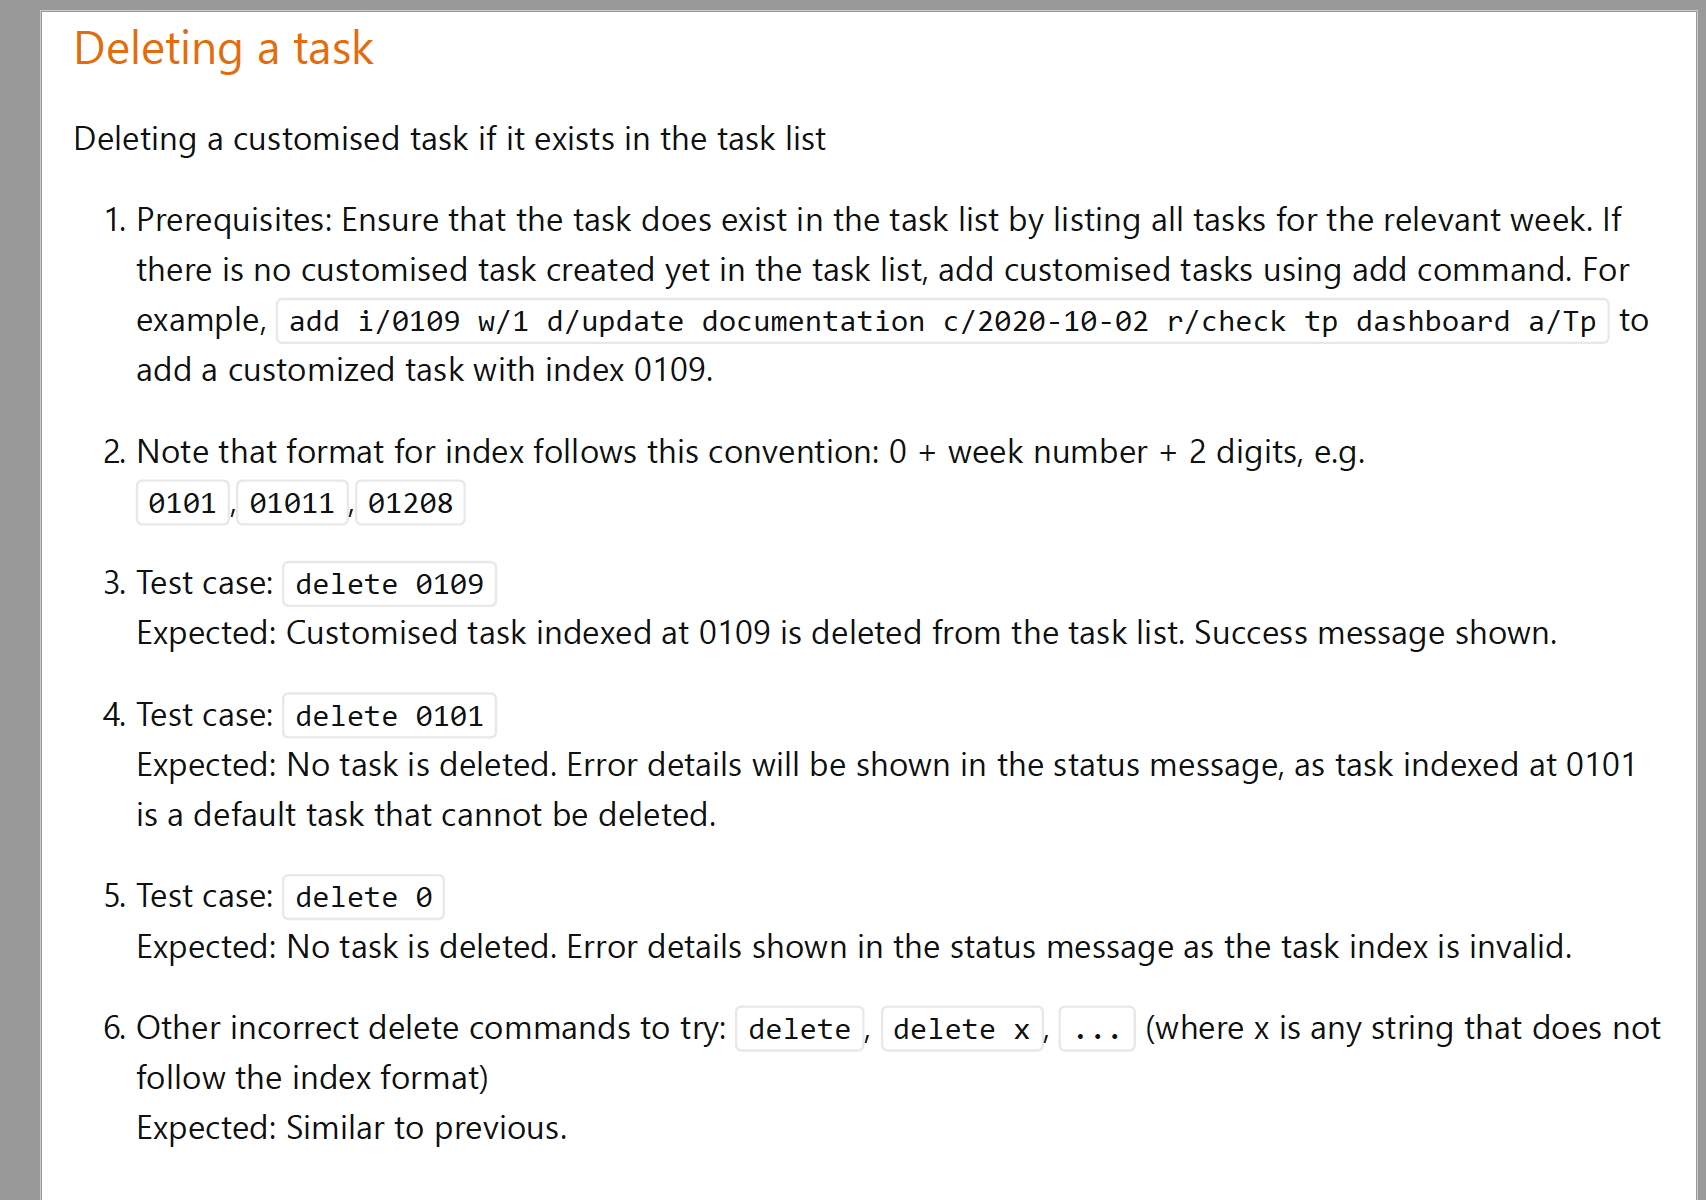 Deleting a task
Deleting a customised task if it exists in the task list
1. Prerequisites: Ensure that the task does exist in the task list by listing all tasks for the relevant week. If
there is no customised task created yet in the task list, add customised tasks using add command. For
example, add i/0109 w/1 d/update documentation c/2020-10-02 r/check tp dashboard a/Tp to
add a customized task with index 0109.
2. Note that format for index follows this convention: 0 + week number + 2 digits, e.g.
0101 , 01011 , 01208
3. Test case: delete 0109
Expected: Customised task indexed at 0109 is deleted from the task list. Success message shown.
4. Test case: delete 0101
Expected: No task is deleted. Error details will be shown in the status message, as task indexed at 0101
is a default task that cannot be deleted.
5. Test case: delete 0
Expected: No task is deleted. Error details shown in the status message as the task index is invalid.
6. Other incorrect delete commands to try: delete , delete x , ... (where x is any string that does not
follow the index format)
Expected: Similar to previous.